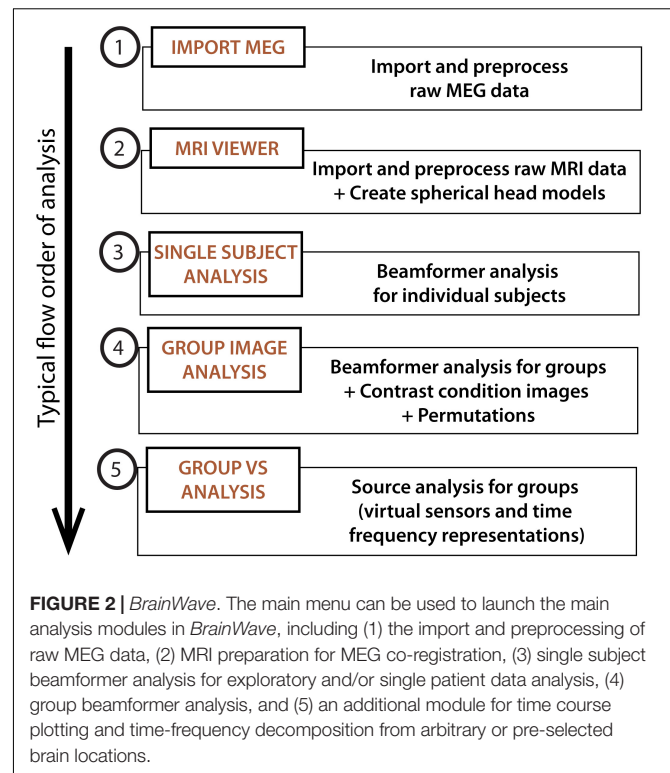 Typical flow order of analysis
1
IMPORT MEG
Import and preprocess
raw MEG data
2
MRI VIEWER
Import and preprocess raw MRI data
+ Create spherical head models
3
SINGLE SUBJECT
ANALYSIS
Beamformer analysis
for individual subjects
4
GROUP IMAGE
ANALYSIS
Beamformer analysis for groups
+ Contrast condition images
+ Permutations
5
GROUP VS
ANALYSIS
Source analysis for groups
(virtual sensors and time
frequency representations)
FIGURE 2 | BrainWave. The main menu can be used to launch the main
analysis modules in BrainWave, including (1) the import and preprocessing of
raw MEG data, (2) MRI preparation for MEG co-registration, (3) single subject
beamformer analysis for exploratory and/or single patient data analysis, (4)
group beamformer analysis, and (5) an additional module for time course
plotting and time-frequency decomposition from arbitrary or pre-selected
brain locations.